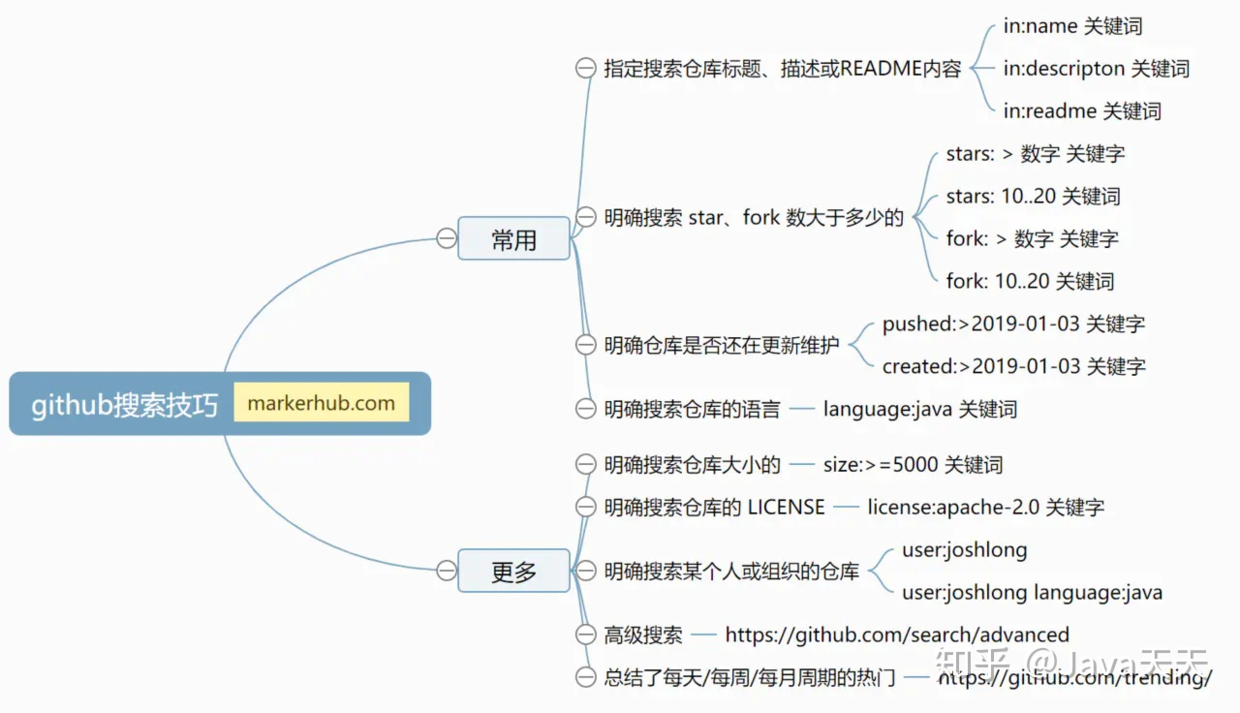 github搜索技巧
markerhub.com
常用
指定搜索仓库标题、描述或README内容
in:name 关键词
in:descripton 关键词
in:readme 关键词
明确搜索 star、fork 数大于多少的
stars: > 数字 关键字
stars: 10..20 关键词
fork: > 数字 关键字
fork: 10..20 关键词
明确仓库是否还在更新维护
pushed:>2019-01-03 关键字
created:>2019-01-03 关键字
明确搜索仓库的语言
language:java 关键词
更多
明确搜索仓库大小的
size:>=5000 关键词
明确搜索仓库的 LICENSE
license:apache-2.0 关键字
明确搜索某个人或组织的仓库
user:joshlong
user:joshlong language:java
高级搜索
https://github.com/search/advanced
总结了每天/每周/每月周期的热门
https://github.com/trending/
知乎 @Java天天